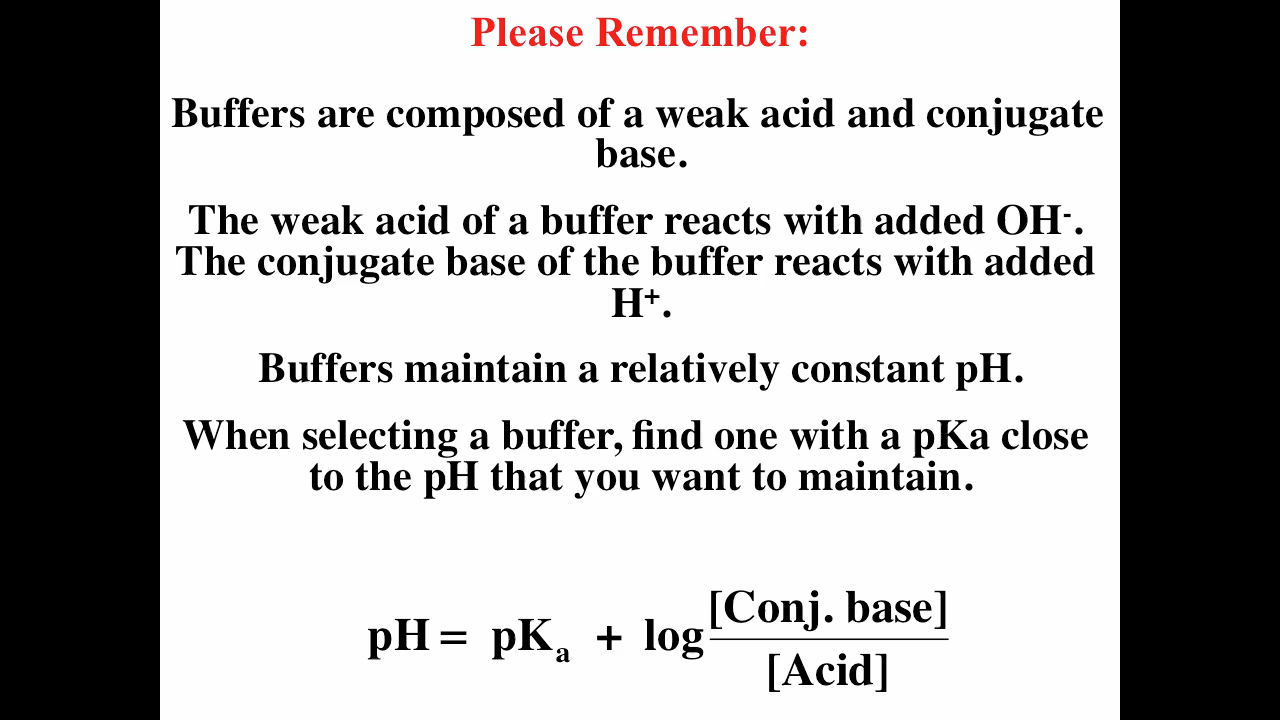 Please Remember:
Buffers are composed of a weak acid and conjugate
base.
The weak acid of a buffer reacts with added OH⁻.
The conjugate base of the buffer reacts with added
H⁺.
Buffers maintain a relatively constant pH.
When selecting a buffer, find one with a pKa close
to the pH that you want to maintain.
pH = pKₐ + log [Conj. base]
[Acid]